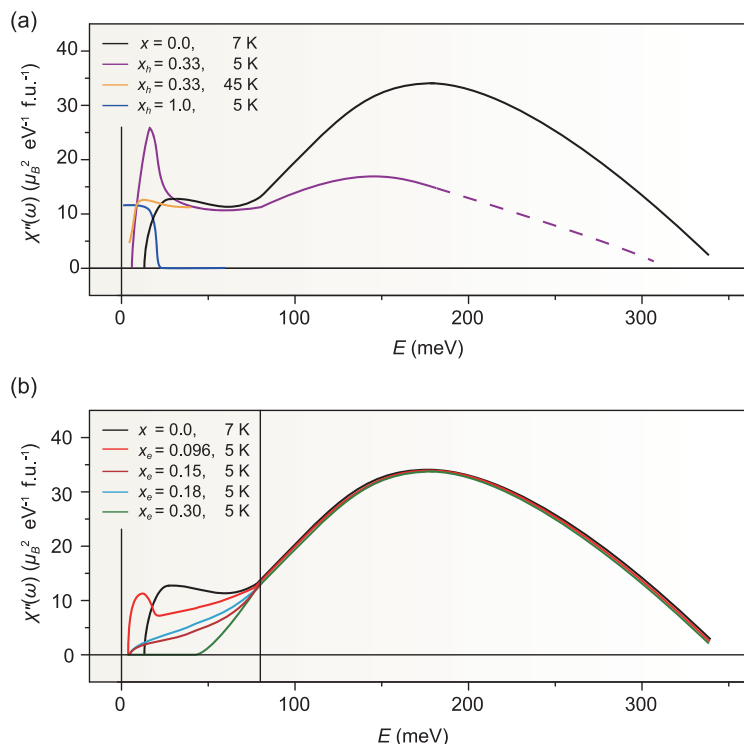 (a)
x = 0.0, 7 K
xh = 0.33, 5 K
xh = 0.33, 45 K
xh = 1.0, 5 K
40
30
20
10
0
χ"(ω) (μB² eV⁻¹ f.u.⁻¹)
0 100 200 300
E (meV)
(b)
x = 0.0, 7 K
xe = 0.096, 5 K
xe = 0.15, 5 K
xe = 0.18, 5 K
xe = 0.30, 5 K
40
30
20
10
0
χ"(ω) (μB² eV⁻¹ f.u.⁻¹)
0 100 200 300
E (meV)